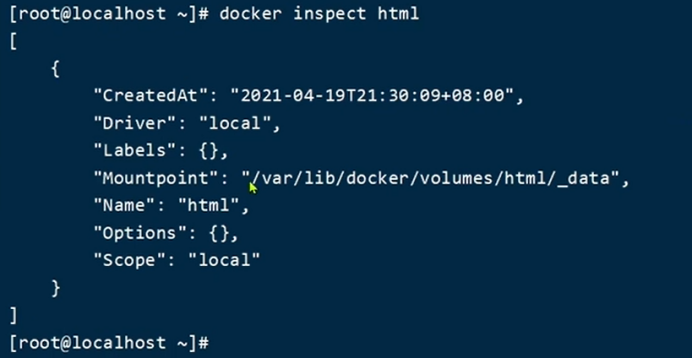 [root@localhost ~]# docker inspect html
[
    {
        "CreatedAt": "2021-04-19T21:30:09+08:00",
        "Driver": "local",
        "Labels": {},
        "Mountpoint": "/var/lib/docker/volumes/html/_data",
        "Name": "html",
        "Options": {},
        "Scope": "local"
    }
]
[root@localhost ~]#